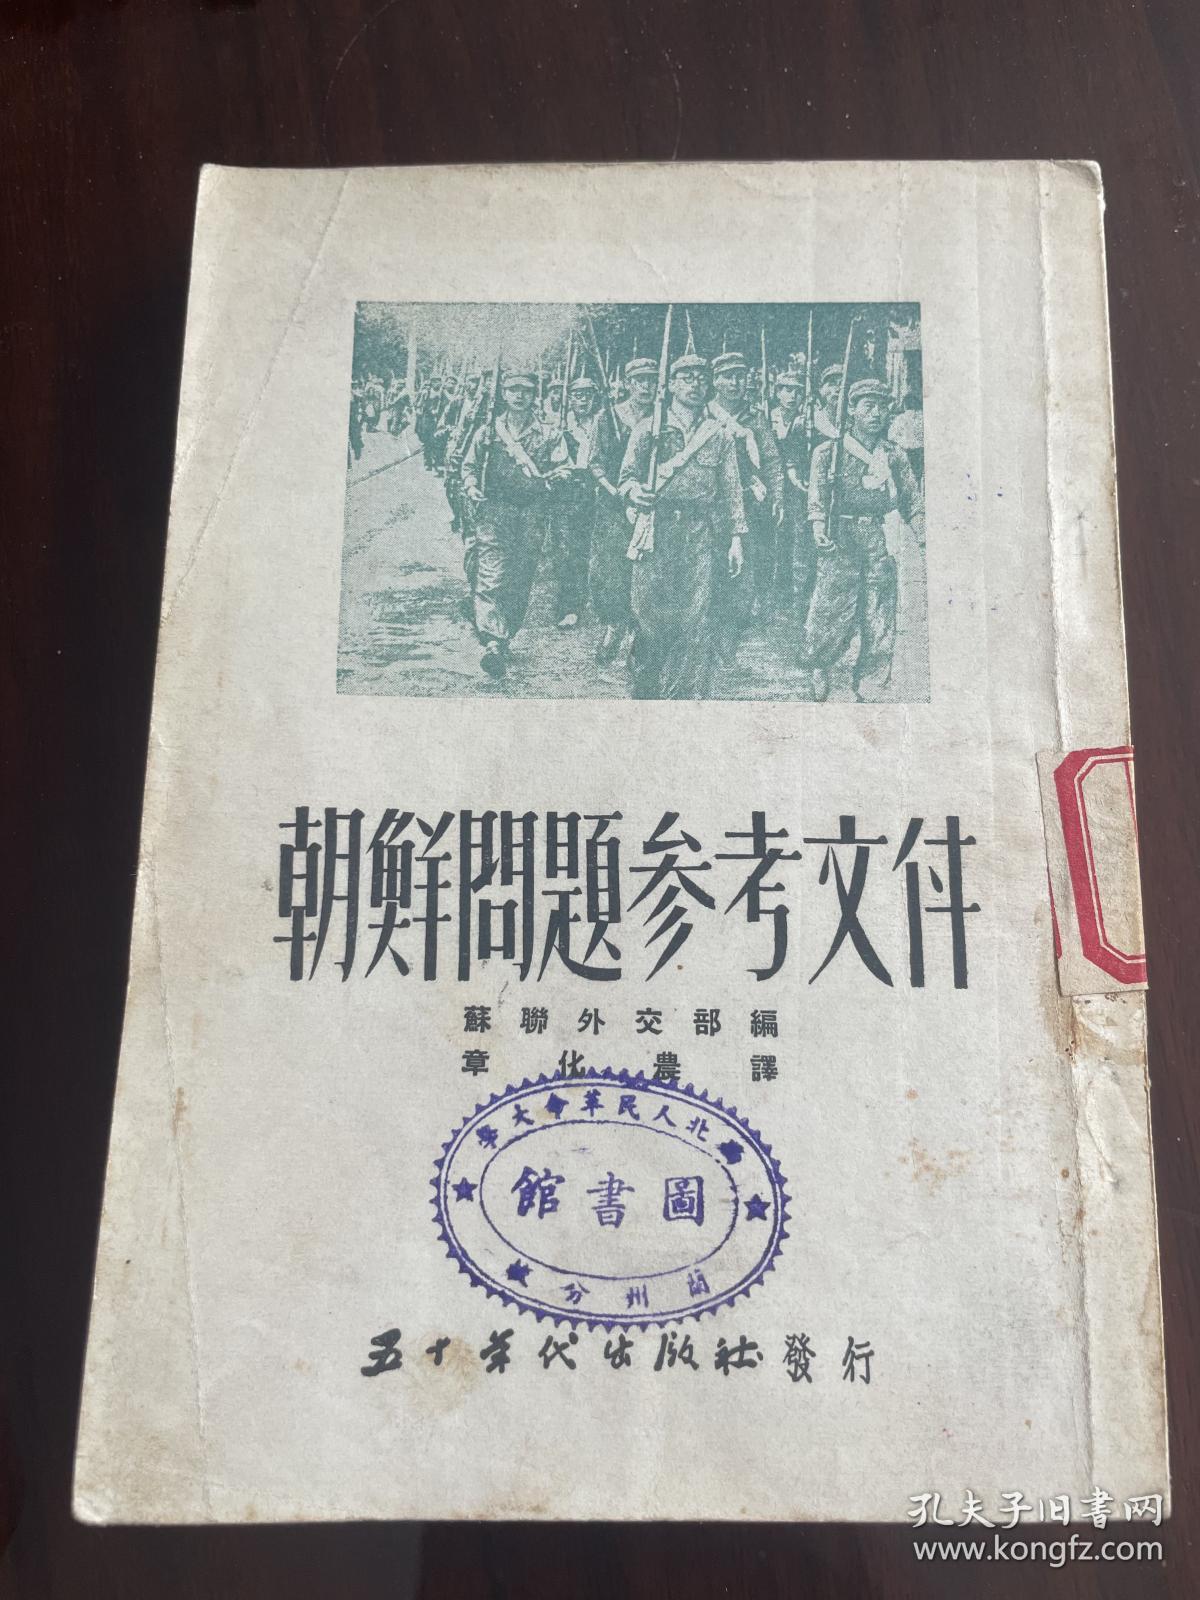 朝鮮問題参考文件
蘇聯外交部編
章化農譯
北人民革命大學
圖書館
蘭州分
五十年代出版社發行
孔夫子旧書网
www.kongfz.com